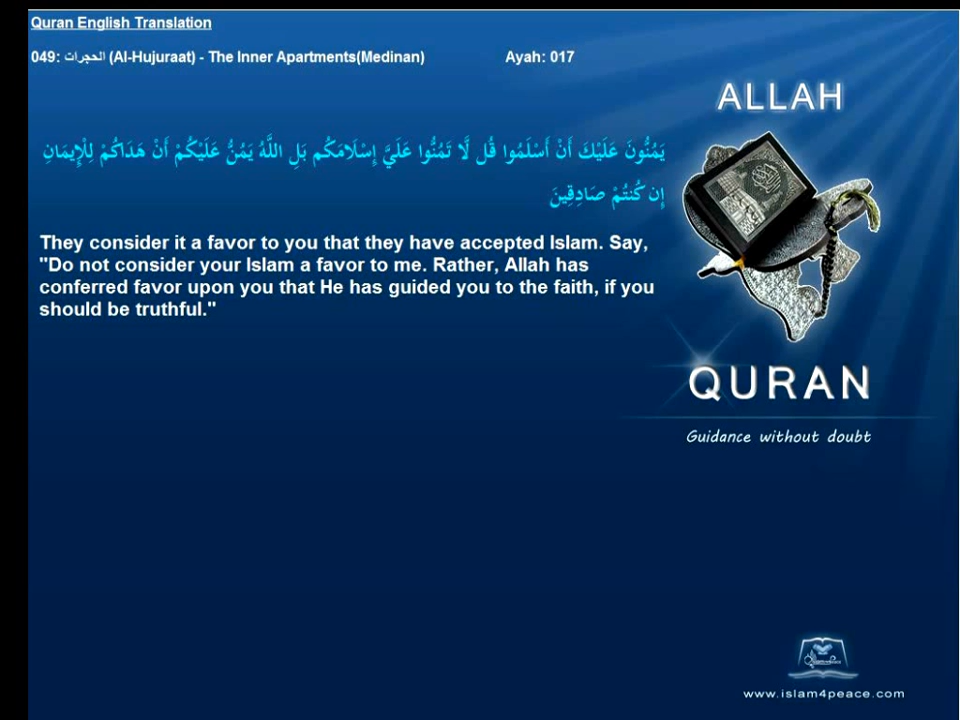 Quran English Translation
049: الحجرات (Al-Hujuraat) - The Inner Apartments(Medinan) Ayah: 017
ALLAH
يَمُنُّونَ عَلَيْكَ أَنْ أَسْلَمُوا قُل لَّا تَمُنُّوا عَلَيَّ إِسْلَامَكُم بَلِ اللَّهُ يَمُنُّ عَلَيْكُمْ أَنْ هَدَاكُمْ لِلْإِيمَانِ
إِن كُنتُمْ صَادِقِينَ
They consider it a favor to you that they have accepted Islam. Say,
"Do not consider your Islam a favor to me. Rather, Allah has
conferred favor upon you that He has guided you to the faith, if you
should be truthful."
QURAN
Guidance without doubt
www.islam4peace.com